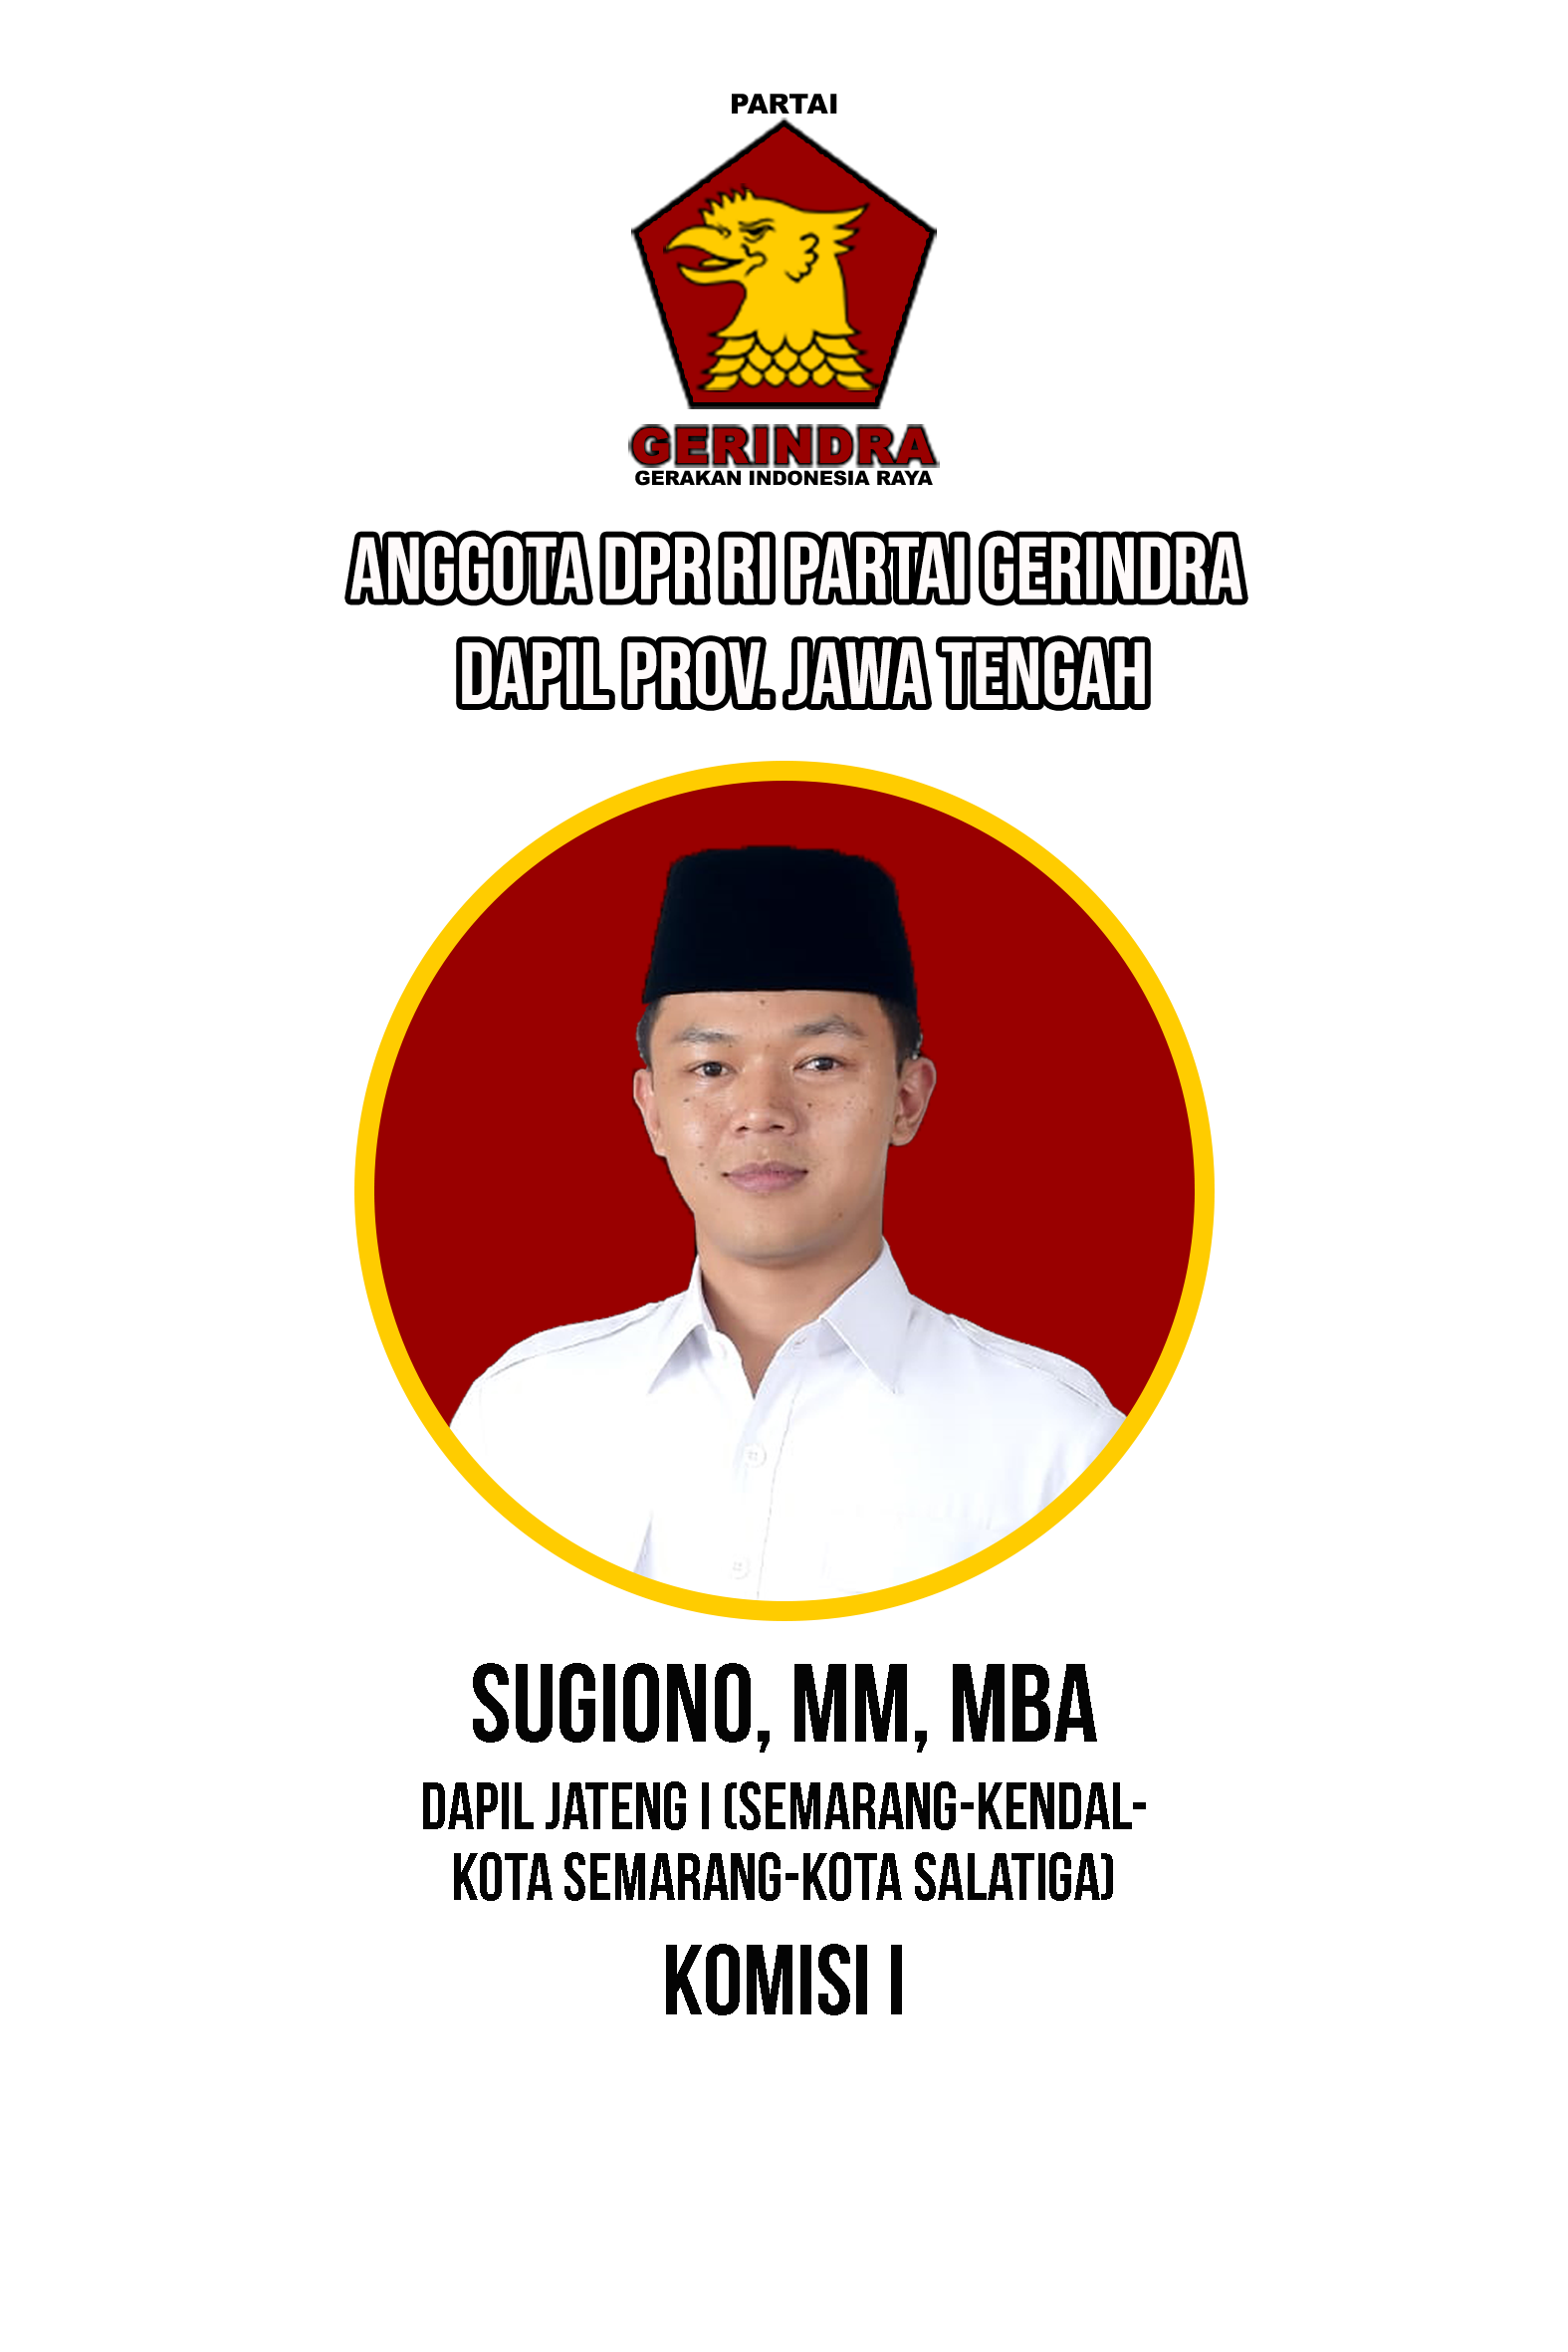 PARTAI
GERINDRA
GERAKAN INDONESIA RAYA
ANGGOTA DPR RI PARTAI GERINDRA
DAPIL PROV. JAWA TENGAH
SUGIONO, MM, MBA
DAPIL JATENG I (SEMARANG-KENDAL-
KOTA SEMARANG-KOTA SALATIGA)
KOMISI I